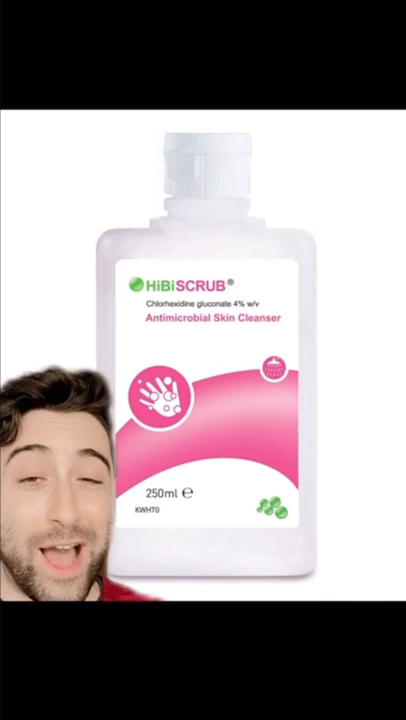 HiBiSCRUB®
Chlorhexidine gluconate 4% w/v
Antimicrobial Skin Cleanser
250ml ℮
KWHT0